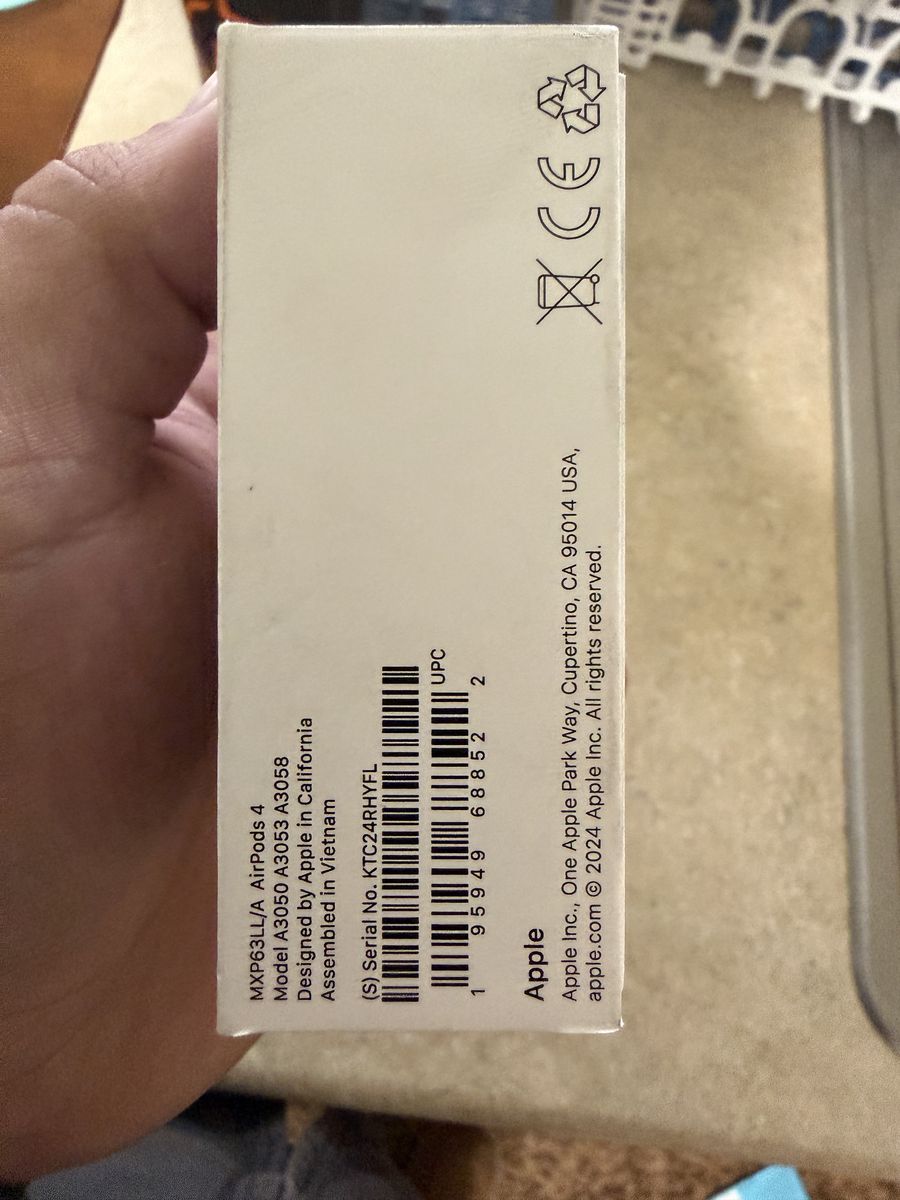 MXP63LL/A AirPods 4
Model A3050 A3053 A3058
Designed by Apple in California
Assembled in Vietnam
(S) Serial No. KTC24RHYFL
UPC
1 95949 68852 2
Apple
Apple Inc., One Apple Park Way, Cupertino, CA 95014 USA,
apple.com © 2024 Apple Inc. All rights reserved.
CE